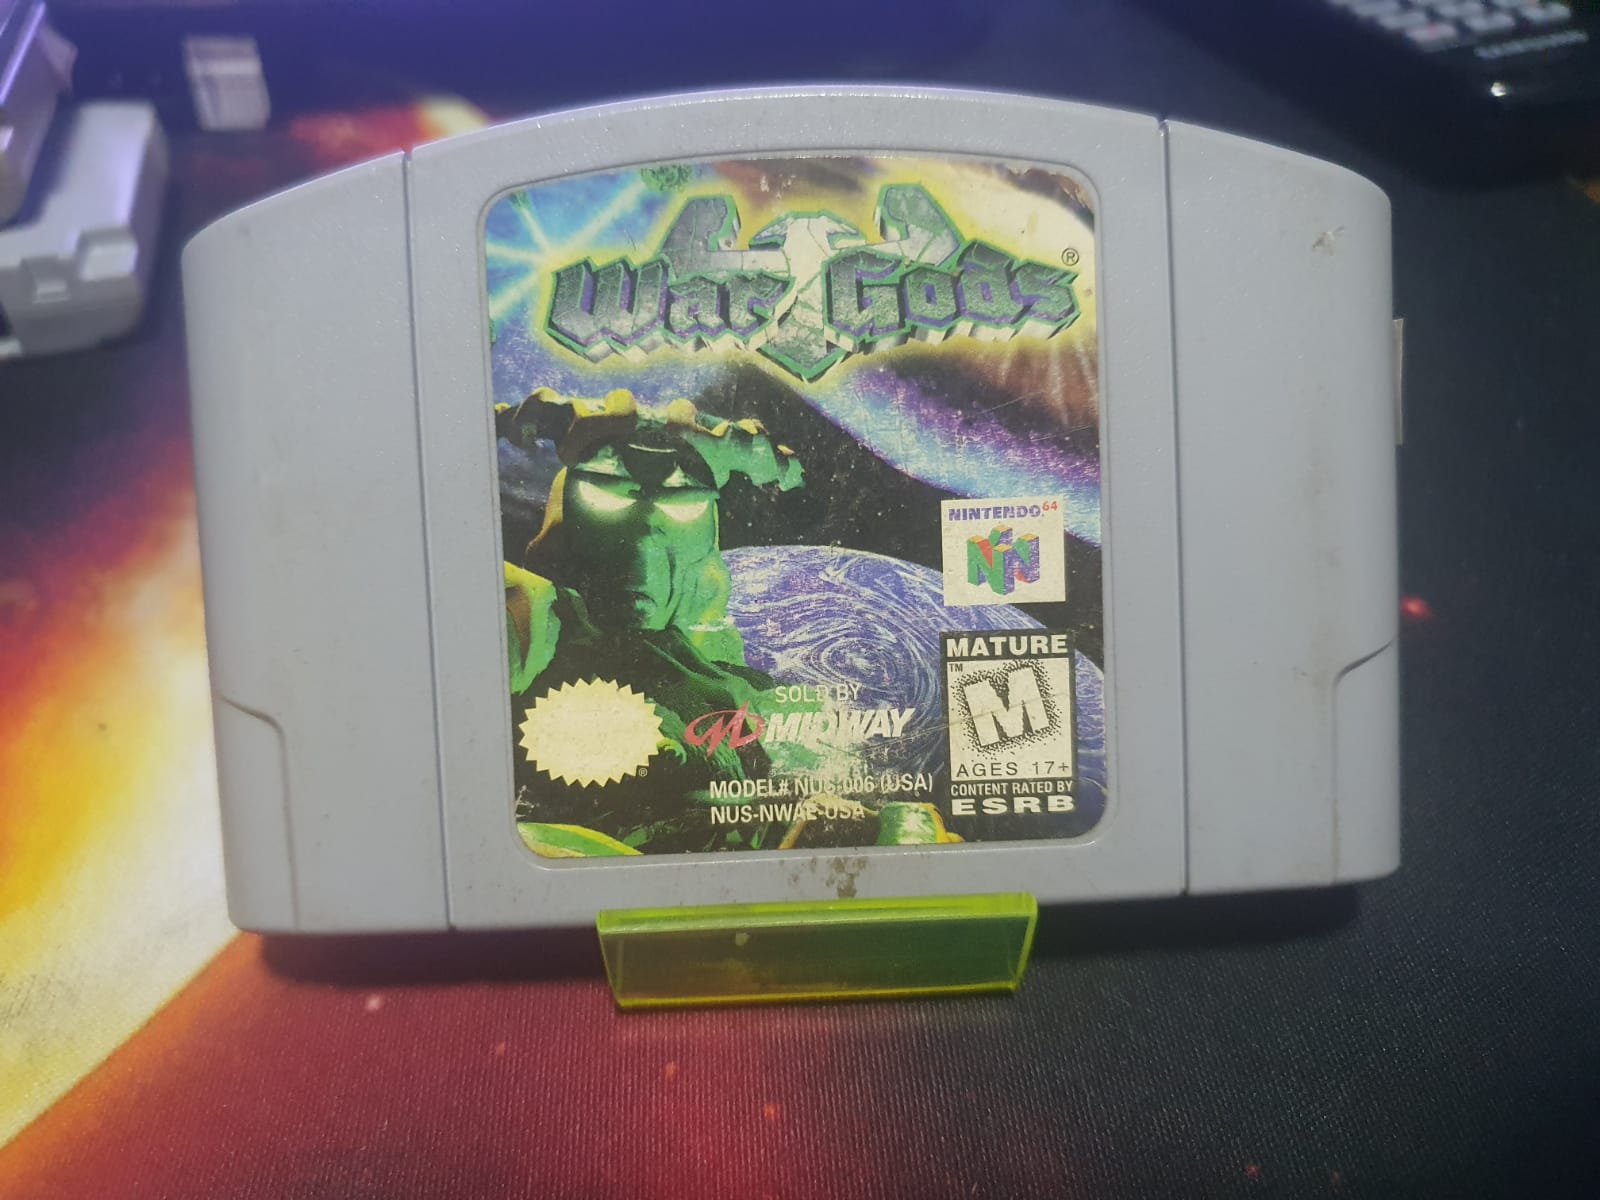 War Gods®
NINTENDO64
MATURE
™
M
AGES 17+
CONTENT RATED BY
ESRB
SOLD BY
MIDWAY
®
MODEL# NUS-006 (USA)
NUS-NWAE-USA